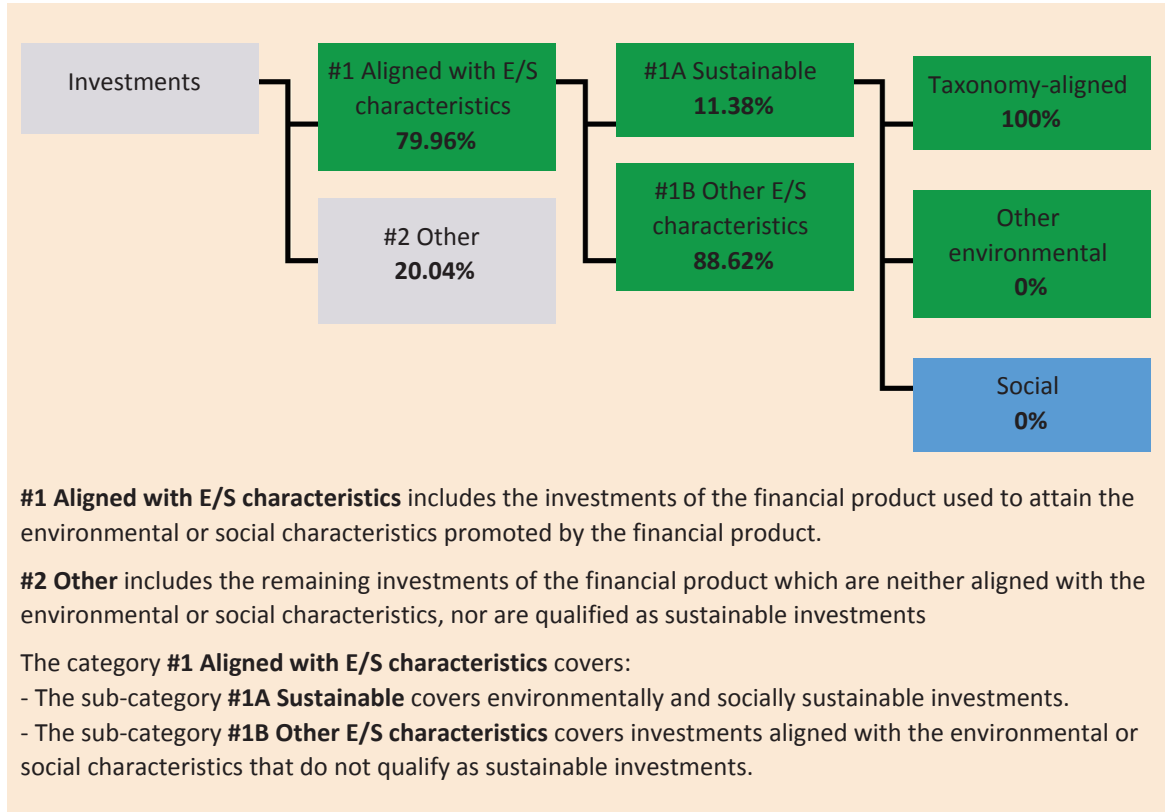 Investments
#1 Aligned with E/S
characteristics
79.96%
#2 Other
20.04%
#1A Sustainable
11.38%
#1B Other E/S
characteristics
88.62%
Taxonomy-aligned
100%
Other
environmental
0%
Social
0%
#1 Aligned with E/S characteristics includes the investments of the financial product used to attain the
environmental or social characteristics promoted by the financial product.
#2 Other includes the remaining investments of the financial product which are neither aligned with the
environmental or social characteristics, nor are qualified as sustainable investments
The category #1 Aligned with E/S characteristics covers:
- The sub-category #1A Sustainable covers environmentally and socially sustainable investments.
- The sub-category #1B Other E/S characteristics covers investments aligned with the environmental or
social characteristics that do not qualify as sustainable investments.